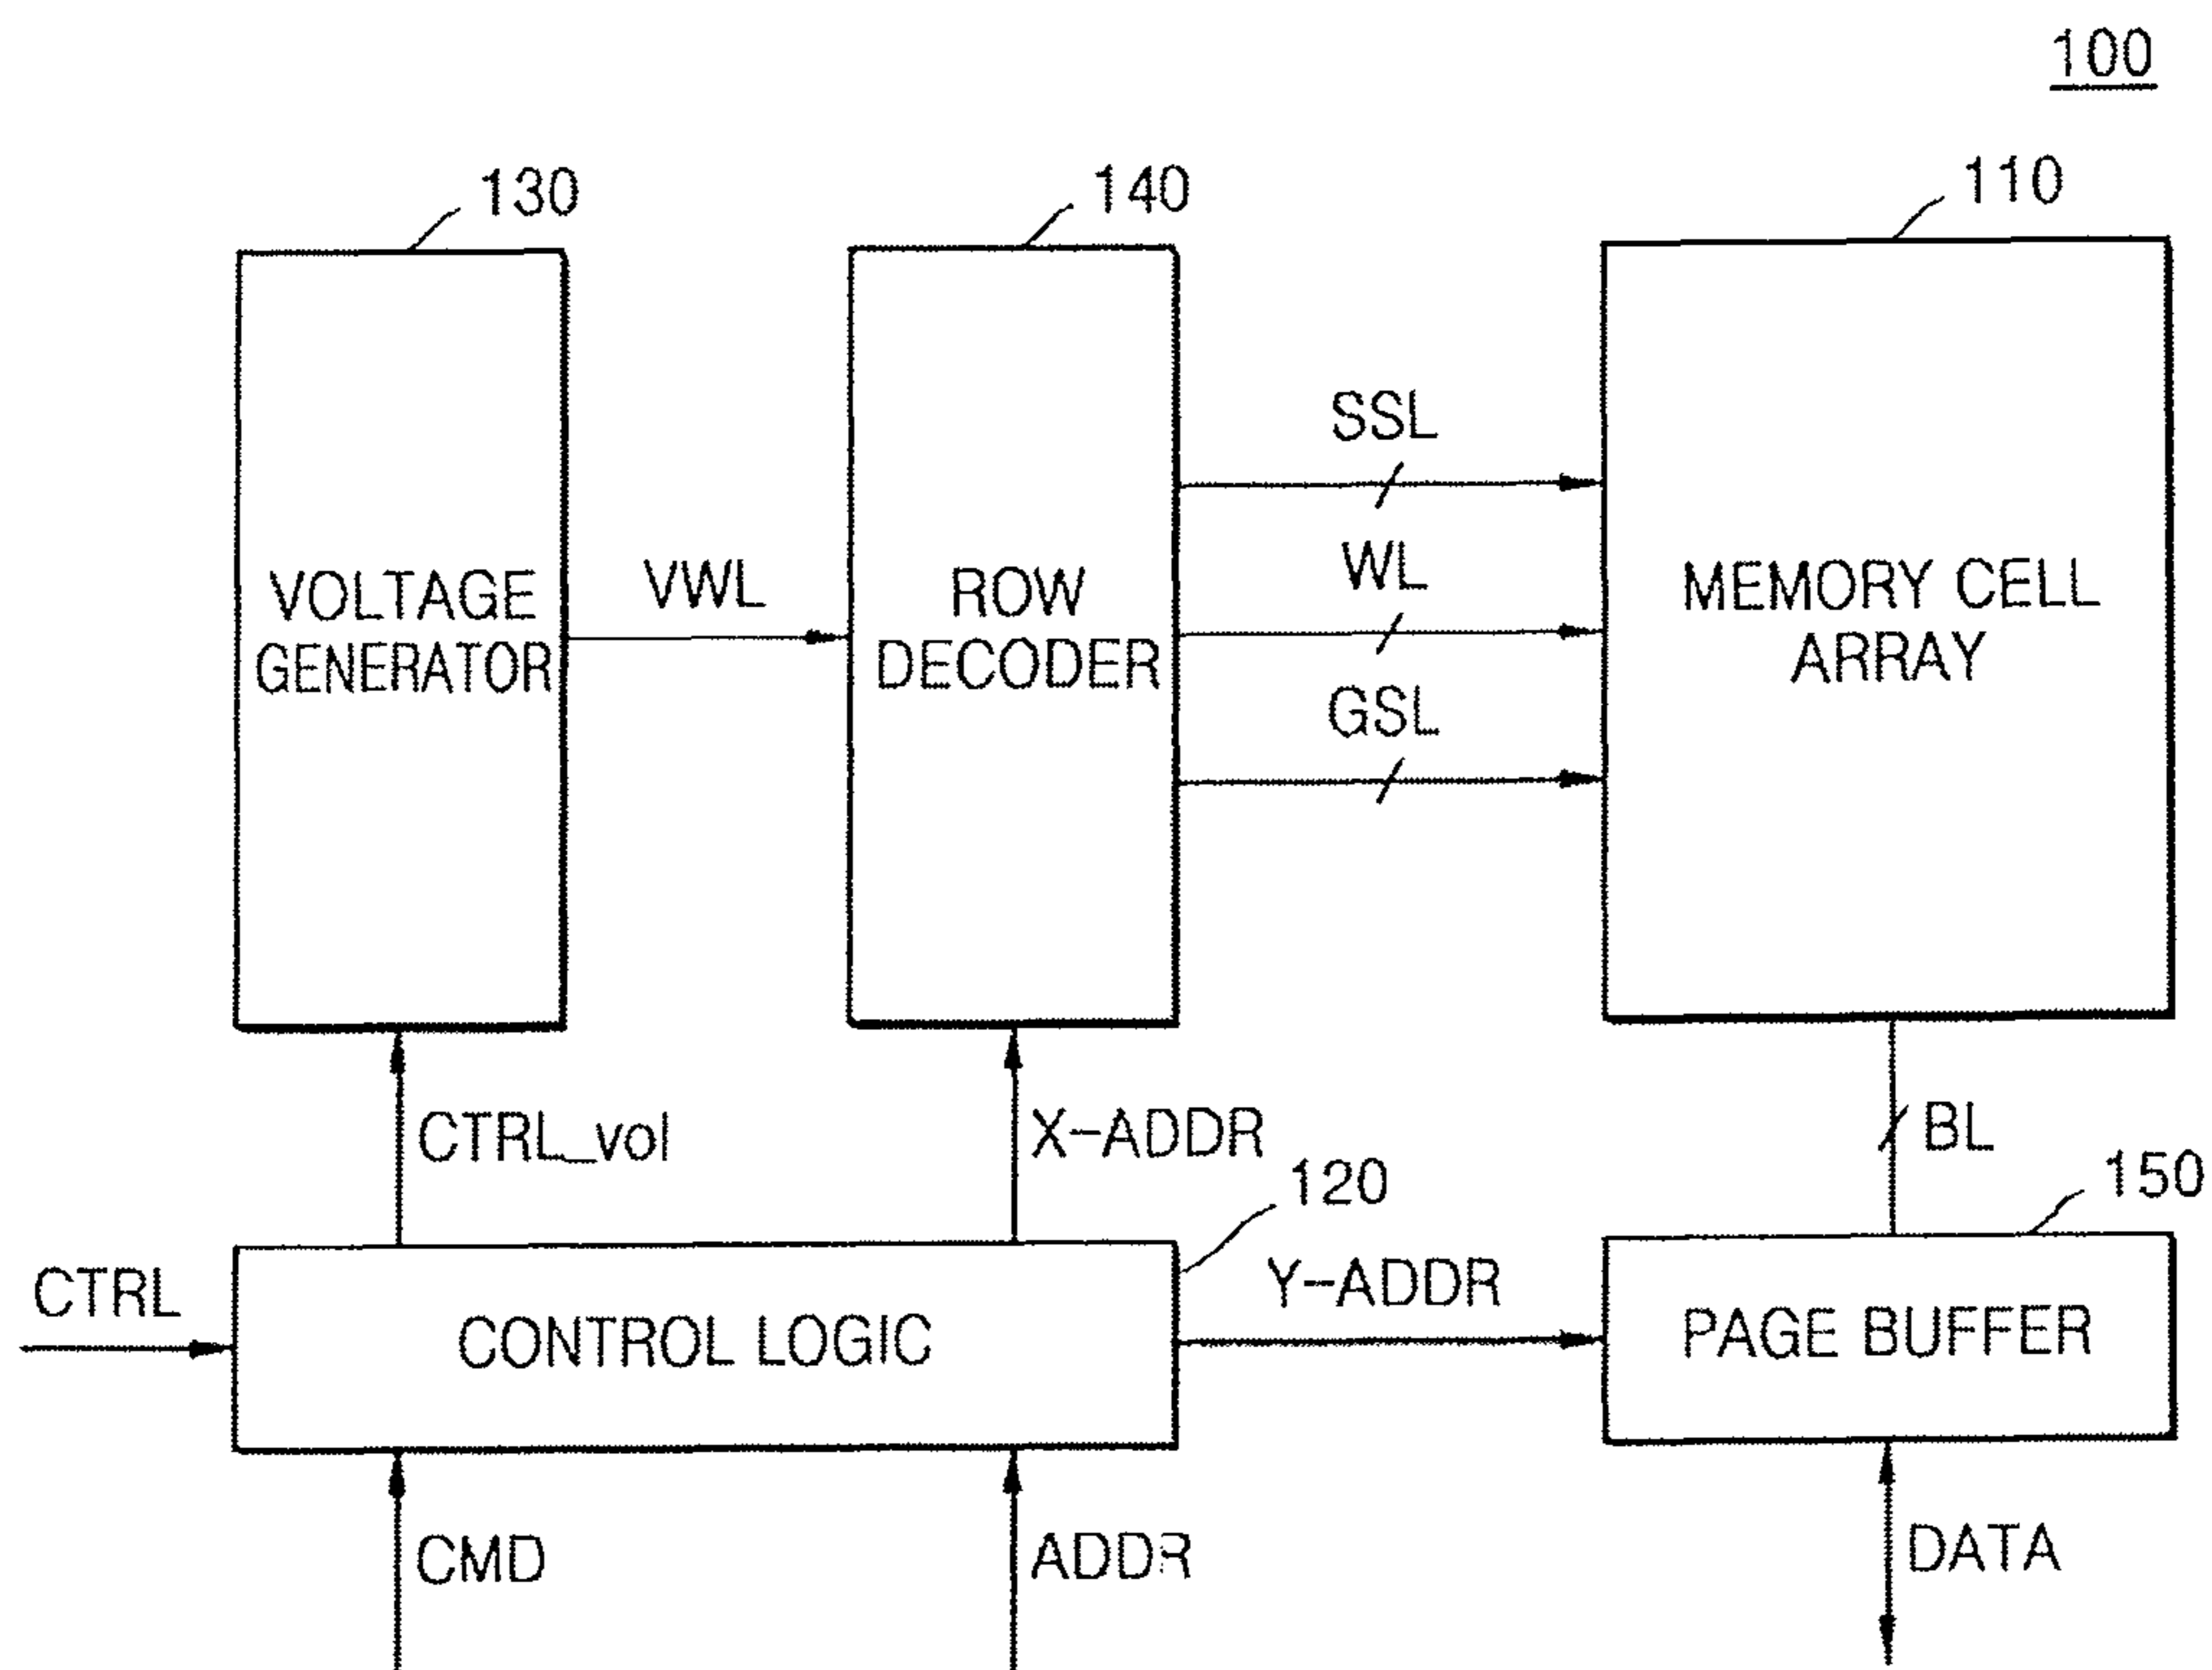 100
130
140
110
VOLTAGE
GENERATOR
VWL
ROW
DECODER
SSL
WL
GSL
MEMORY CELL
ARRAY
CTRL_vol
X-ADDR
BL
120
150
CTRL
CONTROL LOGIC
Y-ADDR
PAGE BUFFER
CMD
ADDR
DATA